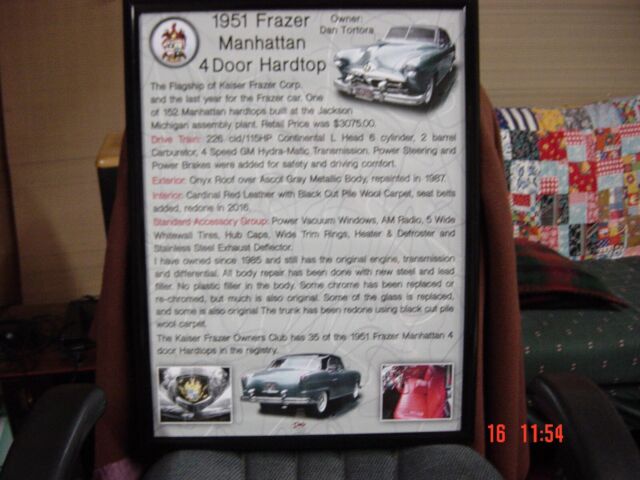 1951 Frazer
Manhattan
4 Door Hardtop
Owner:
Dan Tortora
The Flagship of Kaiser Frazer Corp.
and the last year for the Frazer car. One
of 152 Manhattan hardtops built at the Jackson
Michigan assembly plant. Retail Price was $3075.00.
Drive Train: 226 cid/115HP Continental L Head 6 cylinder, 2 barrel
Carburetor, 4 Speed GM Hydra-Matic Transmission. Power Steering and
Power Brakes were added for safety and driving comfort.
Exterior: Onyx Roof over Ascot Gray Metallic Body, repainted in 1987.
Interior: Cardinal Red Leather with Black Cut Pile Wool Carpet, seat belts
added, redone in 2016.
Standard Accessory Group: Power Vacuum Windows, AM Radio, 5 Wide
Whitewall Tires, Hub Caps, Wide Trim Rings, Heater & Defroster and
Stainless Steel Exhaust Deflector.
I have owned since 1985 and still has the original engine, transmission
and differential. All body repair has been done with new steel and lead
filler. No plastic filler in the body. Some chrome has been replaced or
re-chromed, but much is also original. Some of the glass is replaced,
and some is also original The trunk has been redone using black cut pile
wool carpet.
The Kaiser Frazer Owners Club has 35 of the 1951 Frazer Manhattan 4
door Hardtops in the registry.
16 11:54